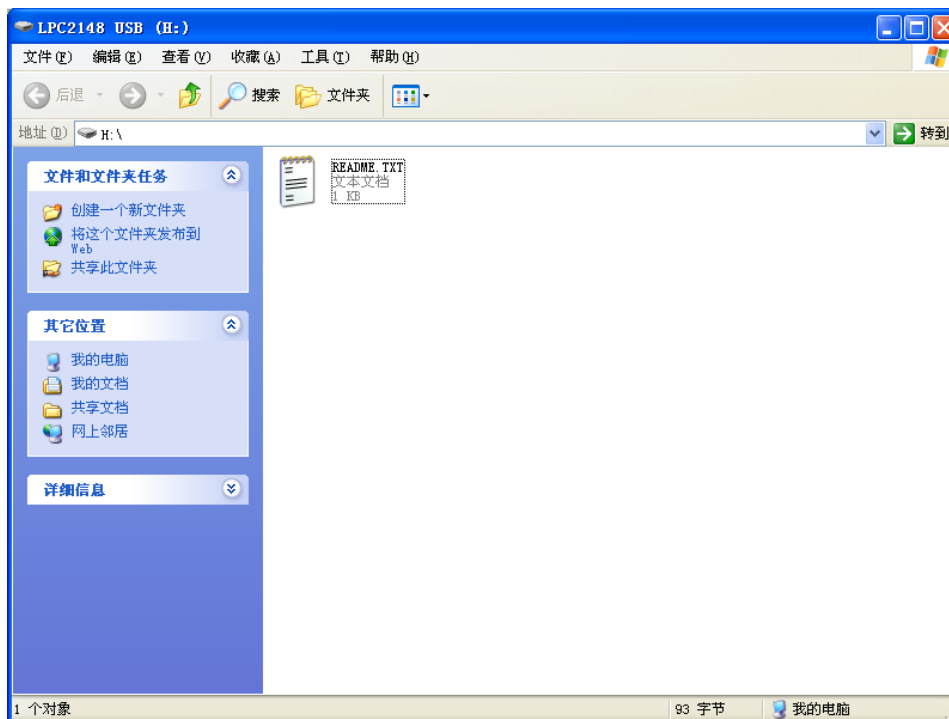 LPC2148 USB (H:)
文件(F) 编辑(E) 查看(V) 收藏(A) 工具(T) 帮助(H)
后退 搜索 文件夹
地址(D) H:\ 转到
文件和文件夹任务
创建一个新文件夹
将这个文件夹发布到
Web
共享此文件夹
其它位置
我的电脑
我的文档
共享文档
网上邻居
详细信息
README.TXT
文本文档
1 KB
1 个对象 93 字节 我的电脑